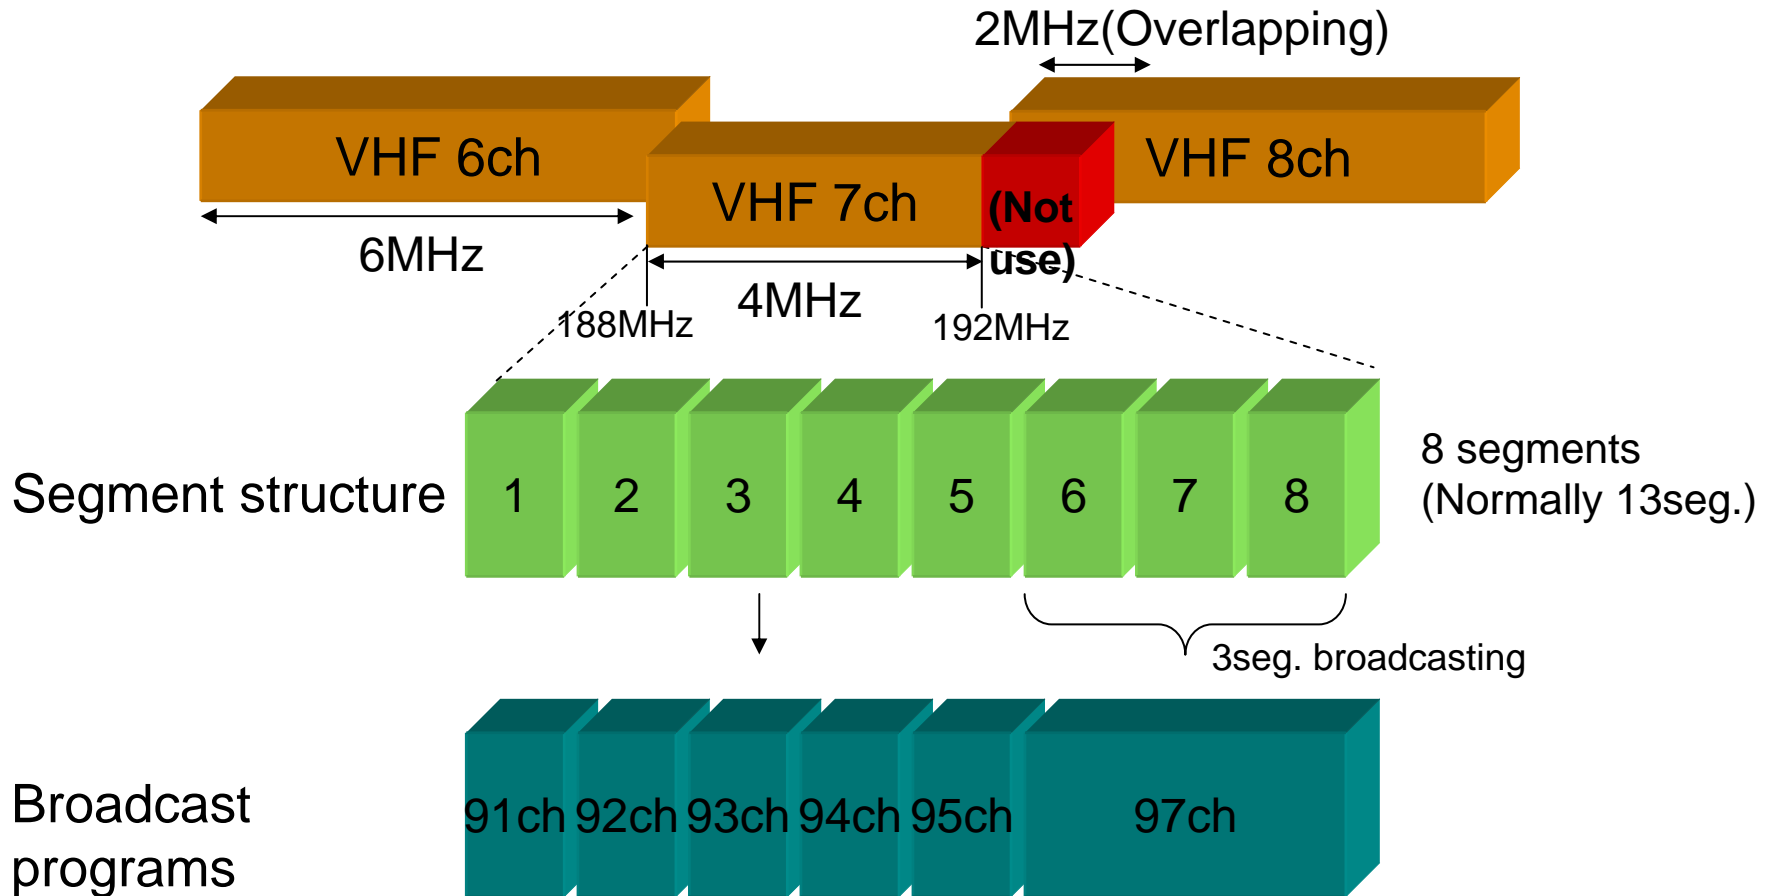 2MHz(Overlapping)
VHF 6ch
VHF 7ch
(Not
use)
VHF 8ch
6MHz
4MHz
188MHz
192MHz
Segment structure
1 2 3 4 5 6 7 8
8 segments
(Normally 13seg.)
3seg. broadcasting
Broadcast
programs
91ch 92ch 93ch 94ch 95ch 97ch